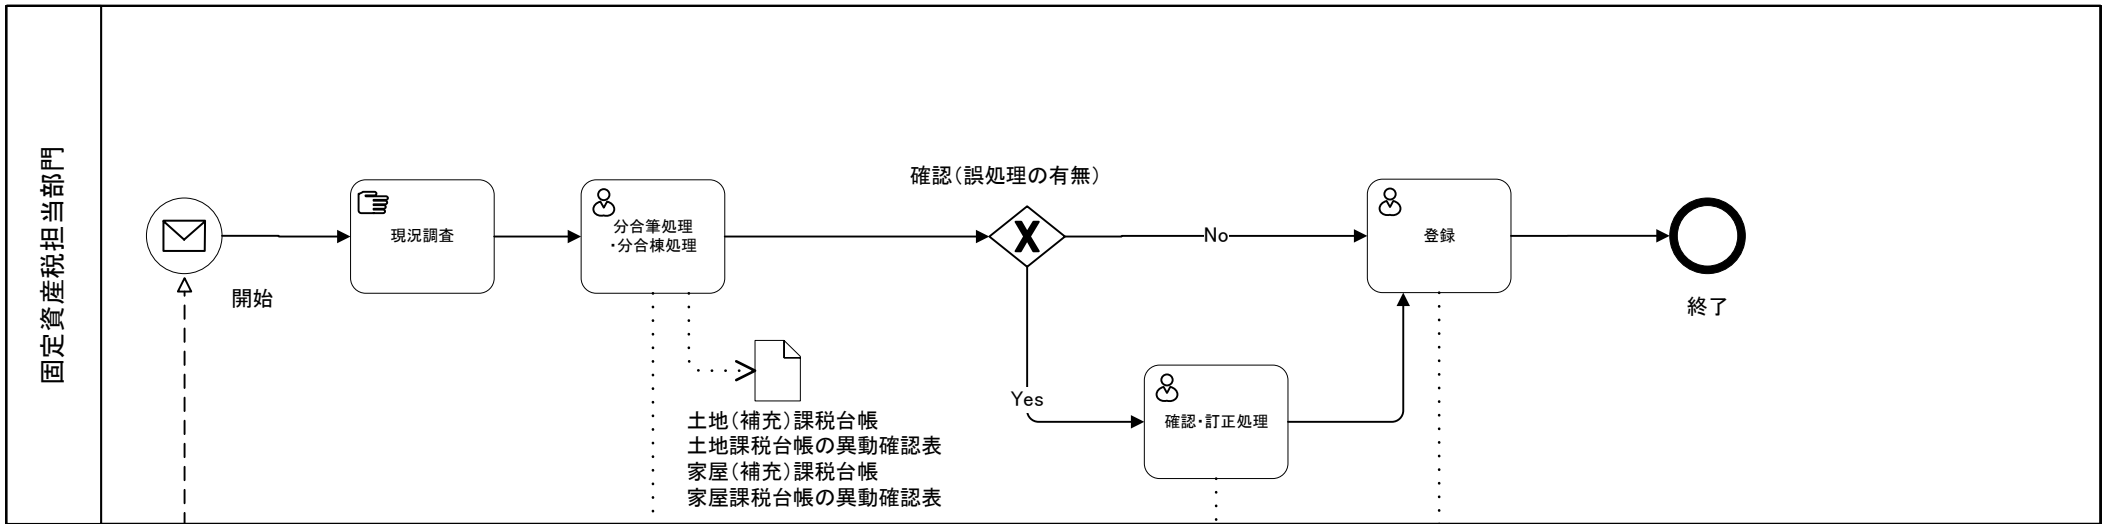 固定資産税担当部門
開始
現況調査
分合筆処理
・分合棟処理
土地（補充）課税台帳
土地課税台帳の異動確認表
家屋（補充）課税台帳
家屋課税台帳の異動確認表
確認（誤処理の有無）
No
Yes
確認・訂正処理
登録
終了